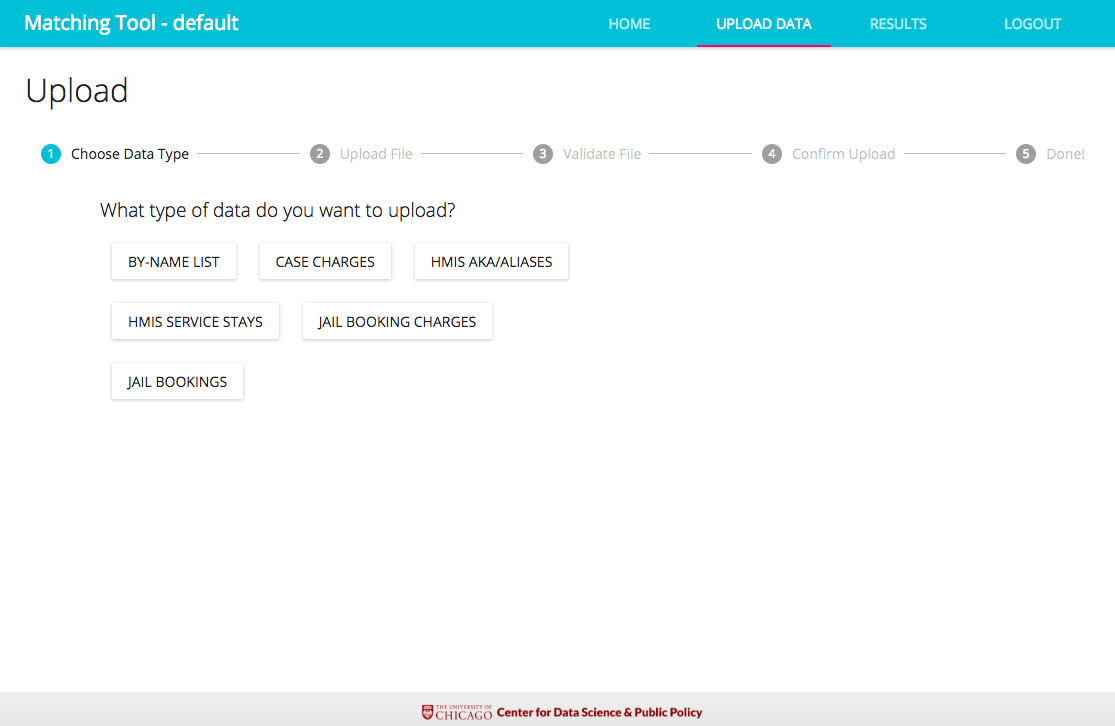 Matching Tool - default HOME UPLOAD DATA RESULTS LOGOUT
Upload
1 Choose Data Type 2 Upload File 3 Validate File 4 Confirm Upload 5 Done!
What type of data do you want to upload?
BY-NAME LIST CASE CHARGES HMIS AKA/ALIASES
HMIS SERVICE STAYS JAIL BOOKING CHARGES
JAIL BOOKINGS
THE UNIVERSITY OF
CHICAGO Center for Data Science & Public Policy